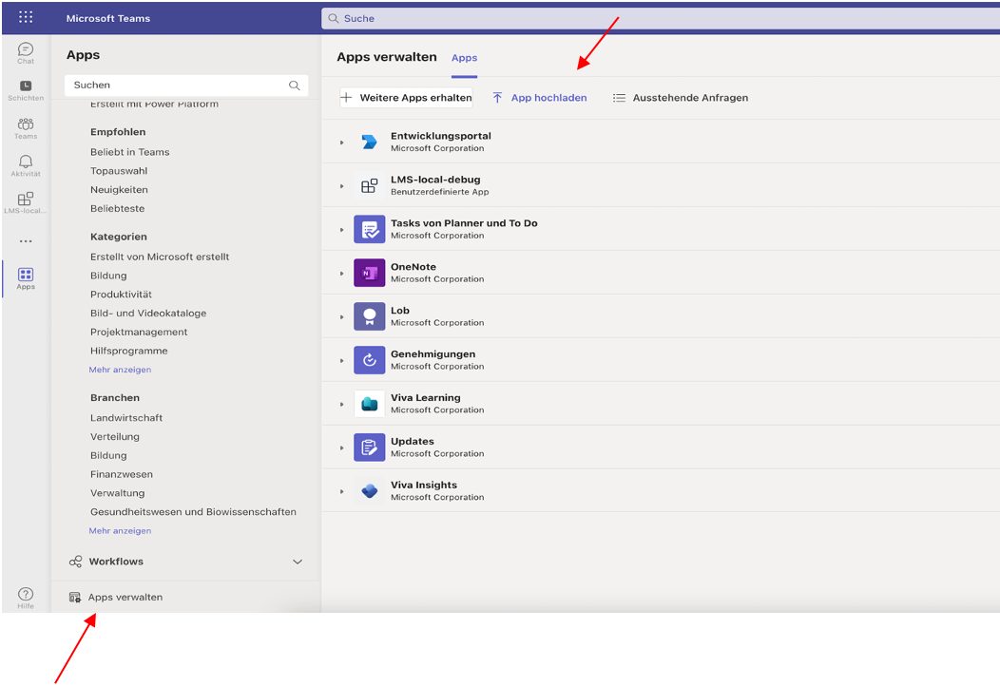 Microsoft Teams
Suche
Chat
Schichten
Teams
Aktivität
LMS-local...
Apps
Hilfe
Apps
Suchen
Erstellt mit Power Platform
Empfohlen
Beliebt in Teams
Topauswahl
Neuigkeiten
Beliebteste
Kategorien
Erstellt von Microsoft erstellt
Bildung
Produktivität
Bild- und Videokataloge
Projektmanagement
Hilfsprogramme
Mehr anzeigen
Branchen
Landwirtschaft
Verteilung
Bildung
Finanzwesen
Verwaltung
Gesundheitswesen und Biowissenschaften
Mehr anzeigen
Workflows
Apps verwalten
Apps verwalten Apps
Weitere Apps erhalten App hochladen Ausstehende Anfragen
Entwicklungsportal
Microsoft Corporation
LMS-local-debug
Benutzerdefinierte App
Tasks von Planner und To Do
Microsoft Corporation
OneNote
Microsoft Corporation
Lob
Microsoft Corporation
Genehmigungen
Microsoft Corporation
Viva Learning
Microsoft Corporation
Updates
Microsoft Corporation
Viva Insights
Microsoft Corporation